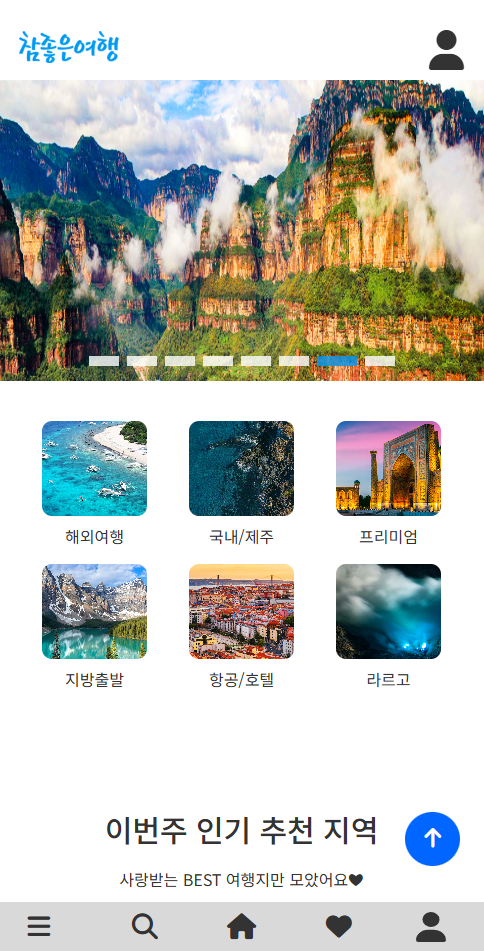 참좋은여행
해외여행
국내/제주
프리미엄
지방출발
항공/호텔
라르고
이번주 인기 추천 지역
사랑받는 BEST 여행지만 모았어요♥